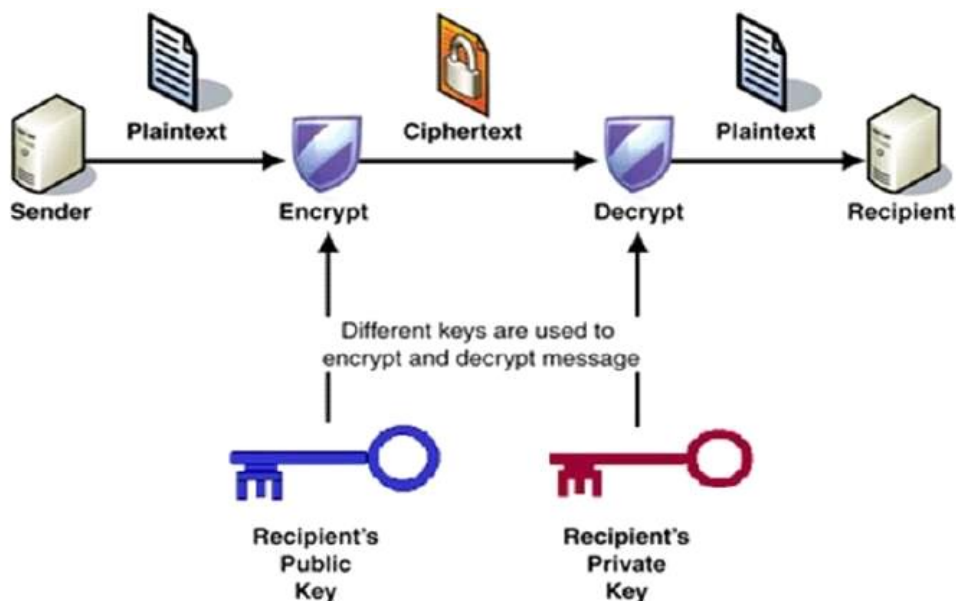 Plaintext
Ciphertext
Plaintext
Sender
Encrypt
Decrypt
Recipient
Different keys are used to
encrypt and decrypt message
Recipient's
Public
Key
Recipient's
Private
Key